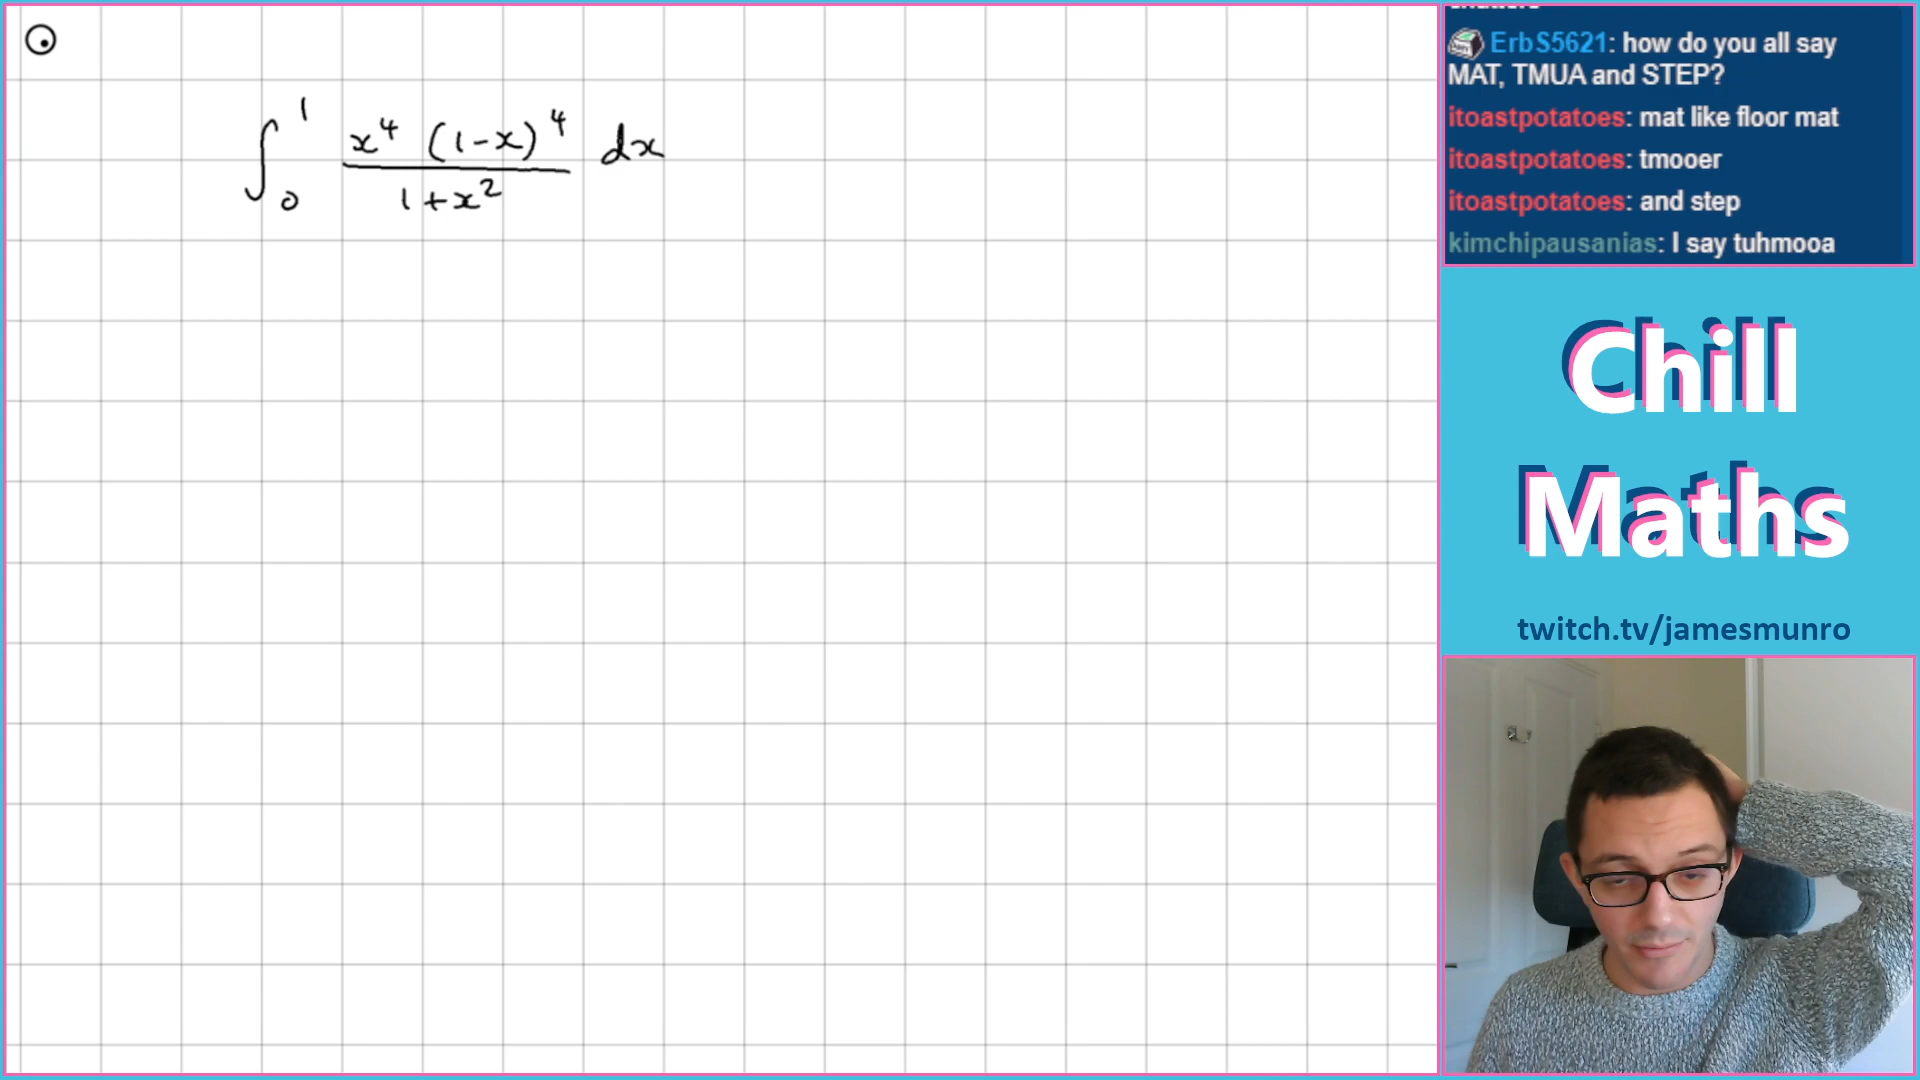 ∫₀¹ x⁴ (1-x)⁴ / 1+x² dx
ErbS5621: how do you all say
MAT, TMUA and STEP?
itoastpotatoes: mat like floor mat
itoastpotatoes: tmooer
itoastpotatoes: and step
kimchipausanias: I say tuhmooa
Chill
Maths
twitch.tv/jamesmunro